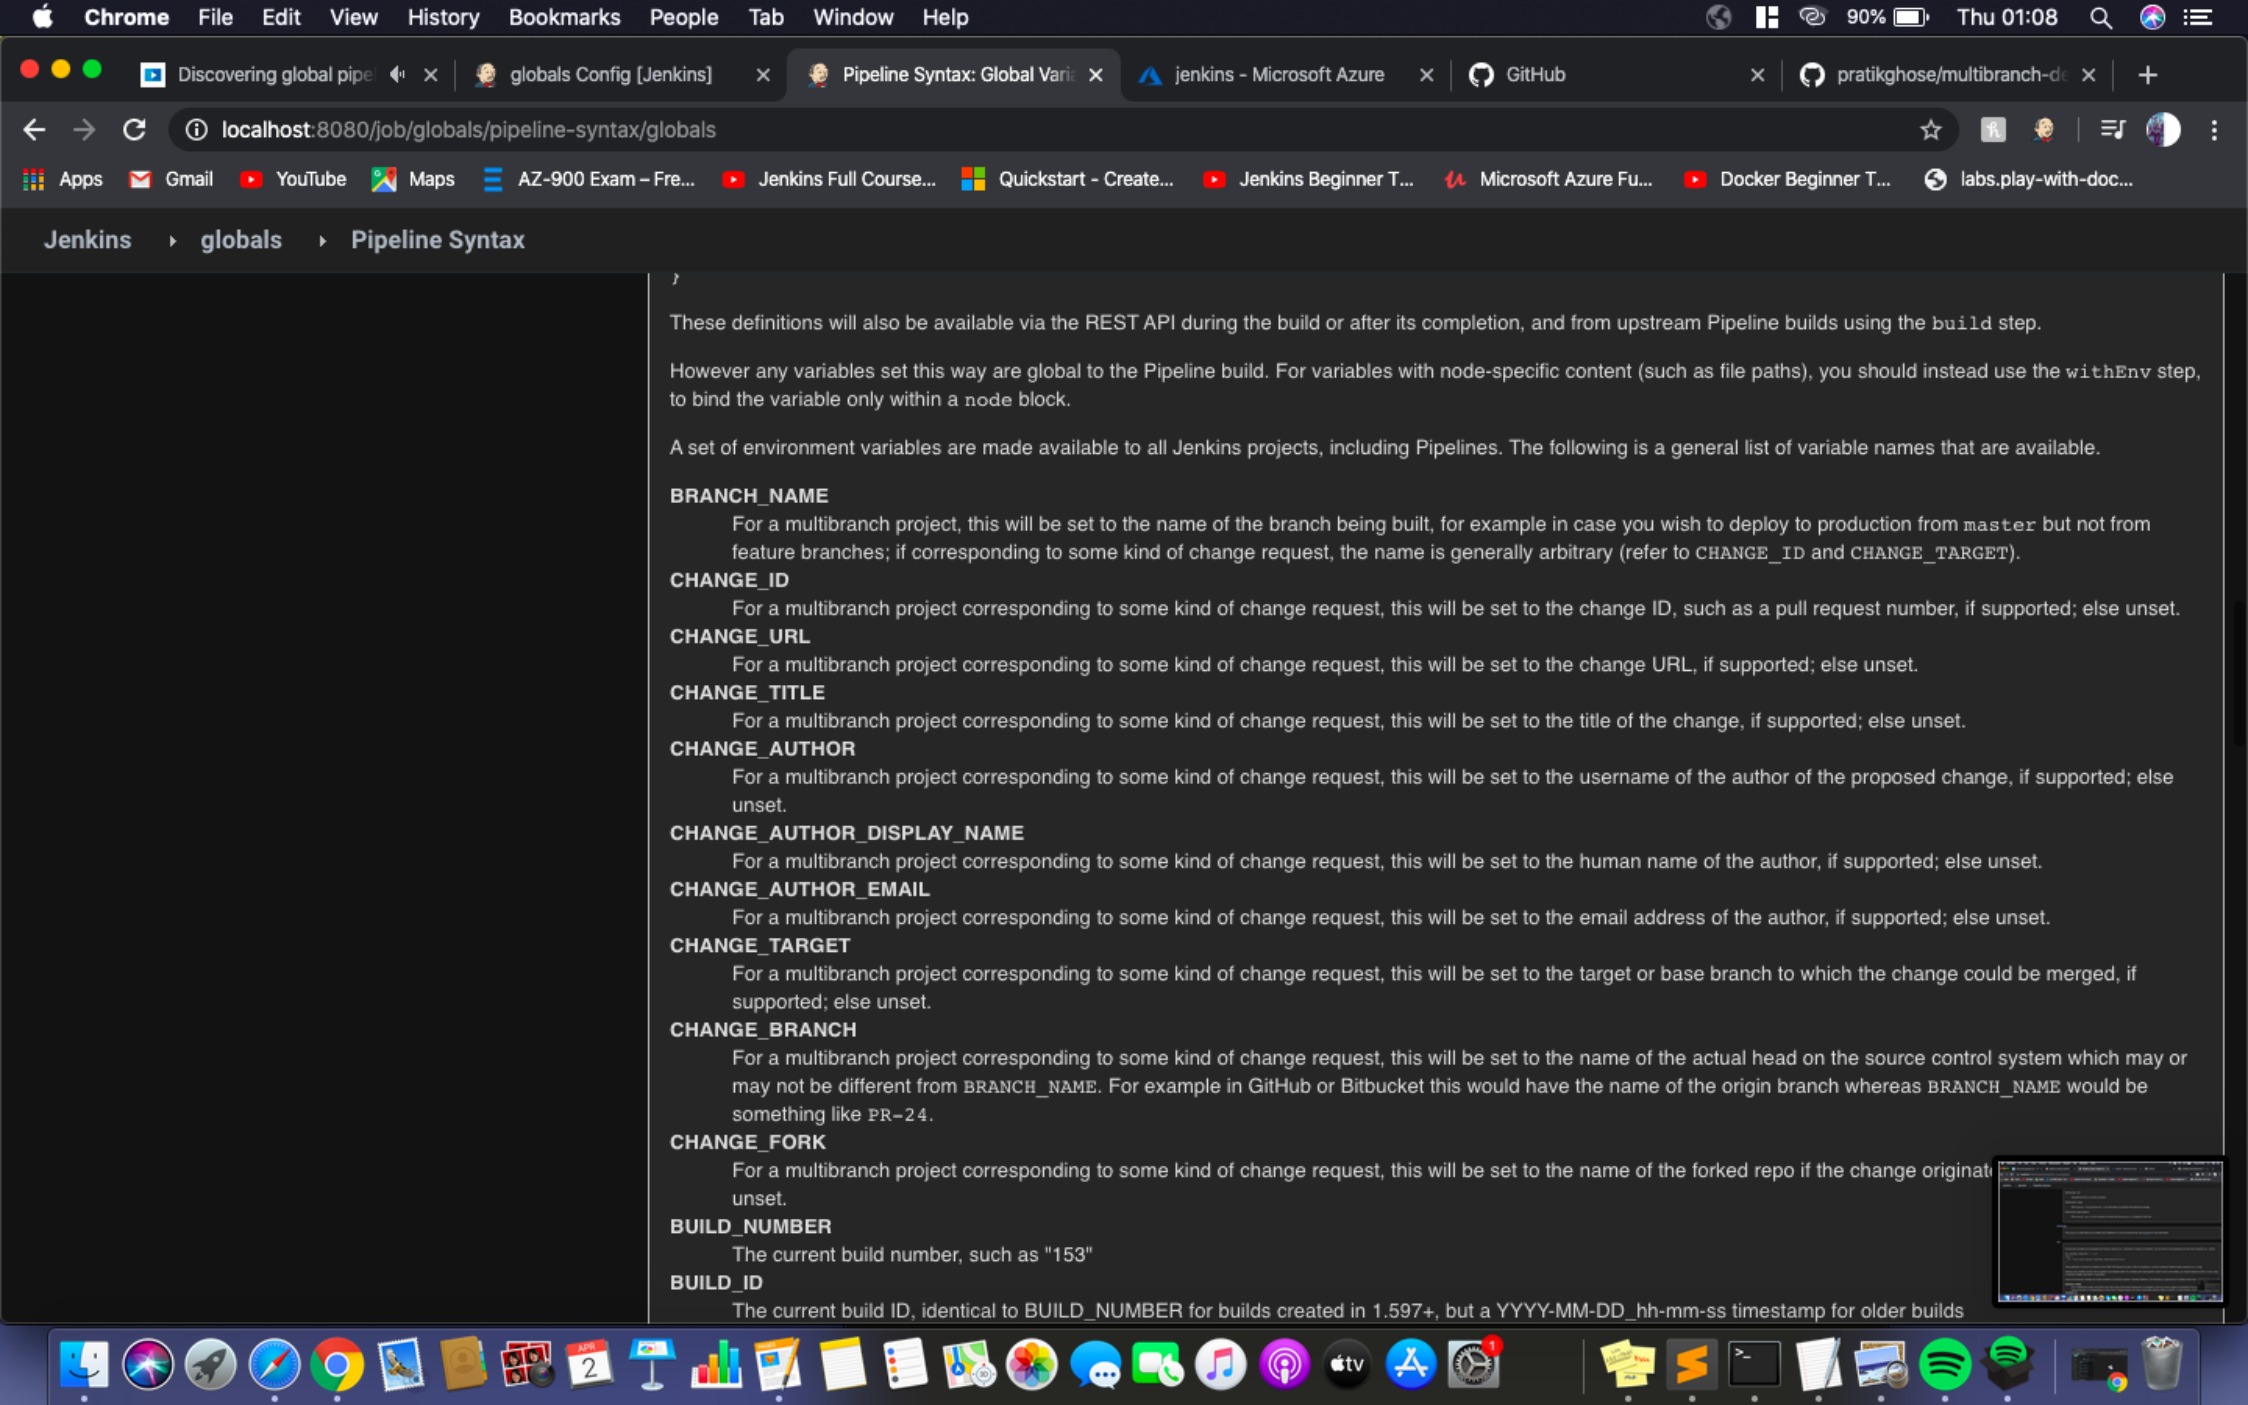 Chrome File Edit View History Bookmarks People Tab Window Help 90% Thu 01:08
Discovering global pipe globals Config [Jenkins] Pipeline Syntax: Global Vari jenkins - Microsoft Azure GitHub pratikghose/multibranch-de
localhost:8080/job/globals/pipeline-syntax/globals
Apps Gmail YouTube Maps AZ-900 Exam – Fre... Jenkins Full Course... Quickstart - Create... Jenkins Beginner T... Microsoft Azure Fu... Docker Beginner T... labs.play-with-doc...
Jenkins globals Pipeline Syntax
}
These definitions will also be available via the REST API during the build or after its completion, and from upstream Pipeline builds using the build step.
However any variables set this way are global to the Pipeline build. For variables with node-specific content (such as file paths), you should instead use the withEnv step,
to bind the variable only within a node block.
A set of environment variables are made available to all Jenkins projects, including Pipelines. The following is a general list of variable names that are available.
BRANCH_NAME
For a multibranch project, this will be set to the name of the branch being built, for example in case you wish to deploy to production from master but not from
feature branches; if corresponding to some kind of change request, the name is generally arbitrary (refer to CHANGE_ID and CHANGE_TARGET).
CHANGE_ID
For a multibranch project corresponding to some kind of change request, this will be set to the change ID, such as a pull request number, if supported; else unset.
CHANGE_URL
For a multibranch project corresponding to some kind of change request, this will be set to the change URL, if supported; else unset.
CHANGE_TITLE
For a multibranch project corresponding to some kind of change request, this will be set to the title of the change, if supported; else unset.
CHANGE_AUTHOR
For a multibranch project corresponding to some kind of change request, this will be set to the username of the author of the proposed change, if supported; else
unset.
CHANGE_AUTHOR_DISPLAY_NAME
For a multibranch project corresponding to some kind of change request, this will be set to the human name of the author, if supported; else unset.
CHANGE_AUTHOR_EMAIL
For a multibranch project corresponding to some kind of change request, this will be set to the email address of the author, if supported; else unset.
CHANGE_TARGET
For a multibranch project corresponding to some kind of change request, this will be set to the target or base branch to which the change could be merged, if
supported; else unset.
CHANGE_BRANCH
For a multibranch project corresponding to some kind of change request, this will be set to the name of the actual head on the source control system which may or
may not be different from BRANCH_NAME. For example in GitHub or Bitbucket this would have the name of the origin branch whereas BRANCH_NAME would be
something like PR-24.
CHANGE_FORK
For a multibranch project corresponding to some kind of change request, this will be set to the name of the forked repo if the change originate
unset.
BUILD_NUMBER
The current build number, such as "153"
BUILD_ID
The current build ID, identical to BUILD_NUMBER for builds created in 1.597+, but a YYYY-MM-DD_hh-mm-ss timestamp for older builds
APR
2
tv
1